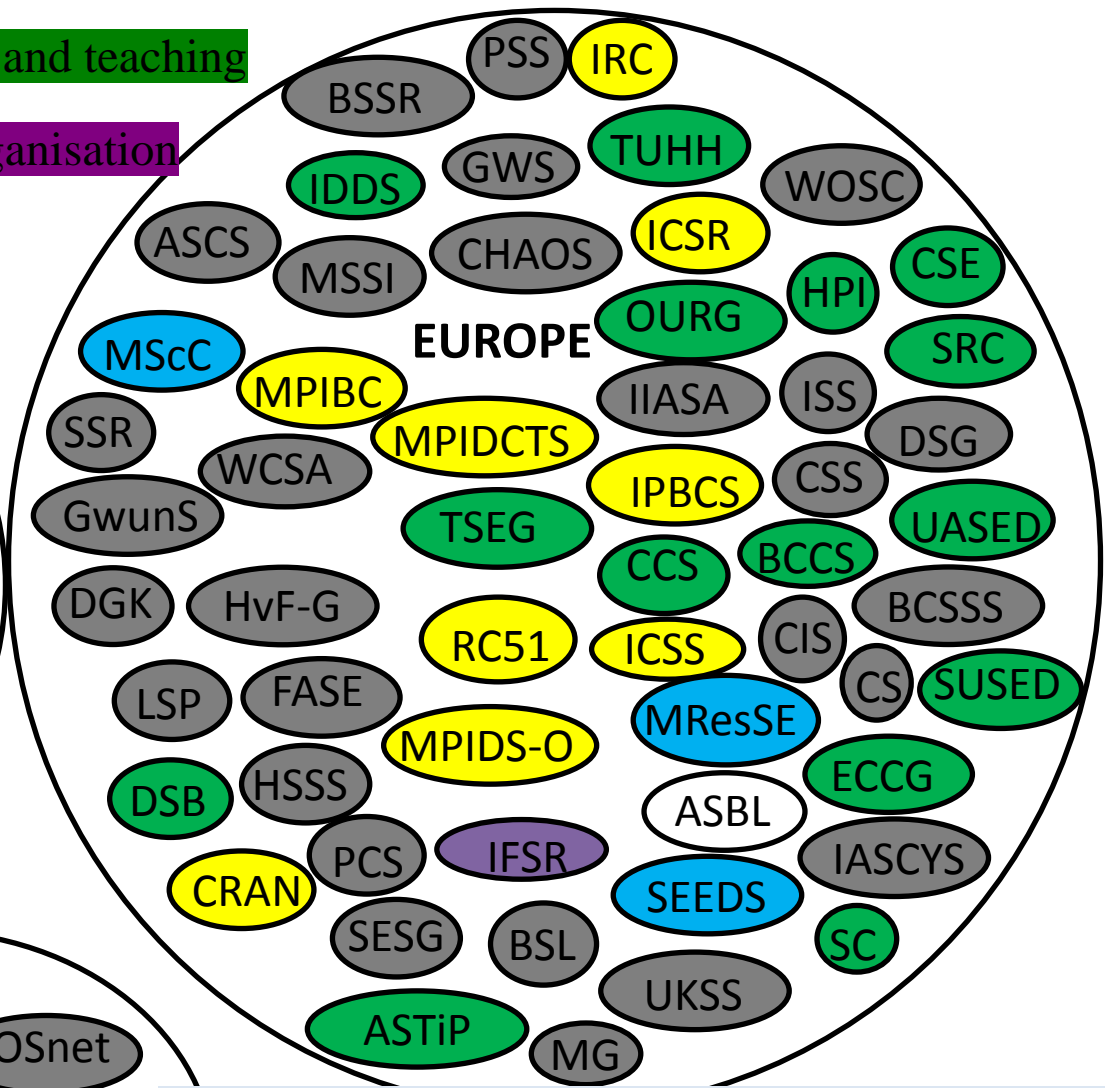 and teaching
ganisation
PSS
IRC
BSSR
TUHH
GWS
IDDS
WOSC
ASCS
ICSR
CHAOS
MSSI
CSE
HPI
OURG
EUROPE
MScC
SRC
MPIBC
IIASA
ISS
SSR
MPIDCTS
DSG
WCSA
CSS
IPBCS
GwunS
TSEG
UASED
BCCS
CCS
DGK
HvF-G
BCSSS
RC51
ICSS
CIS
LSP
FASE
CS
SUSED
MResSE
MPIDS-O
ECCG
DSB
HSSS
ASBL
PCS
IFSR
IASCYS
CRAN
SEEDS
SESG
BSL
SC
UKSS
ASTiP
OSnet
MG